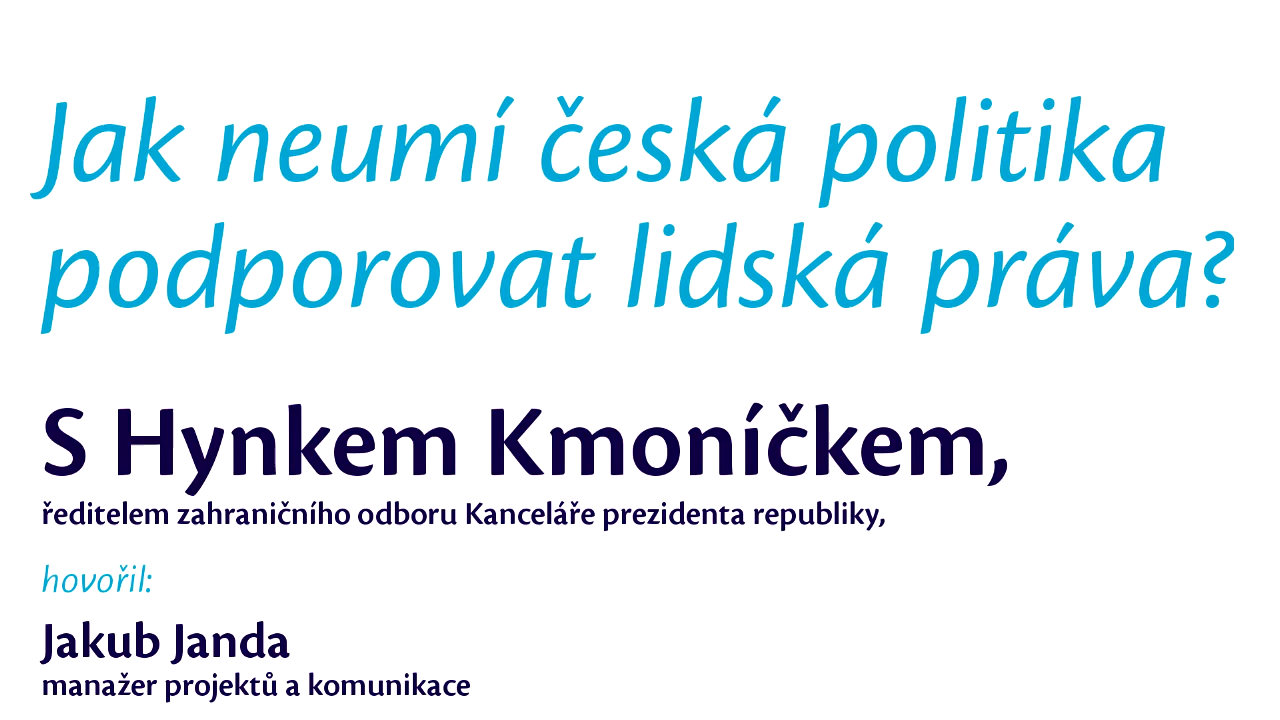 Jak neumí česká politika
podporovat lidská práva?
S Hynkem Kmoníčkem,
ředitelem zahraničního odboru Kanceláře prezidenta republiky,
hovořil:
Jakub Janda
manažer projektů a komunikace